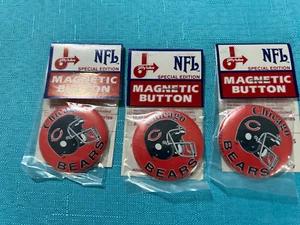 NFL
SPECIAL EDITION
MAGNETIC
BUTTON
Chicago
BEARS
NFL
SPECIAL EDITION
MAGNETIC
BUTTON
Chicago
BEARS
NFL
SPECIAL EDITION
MAGNETIC
BUTTON
Chicago
BEARS